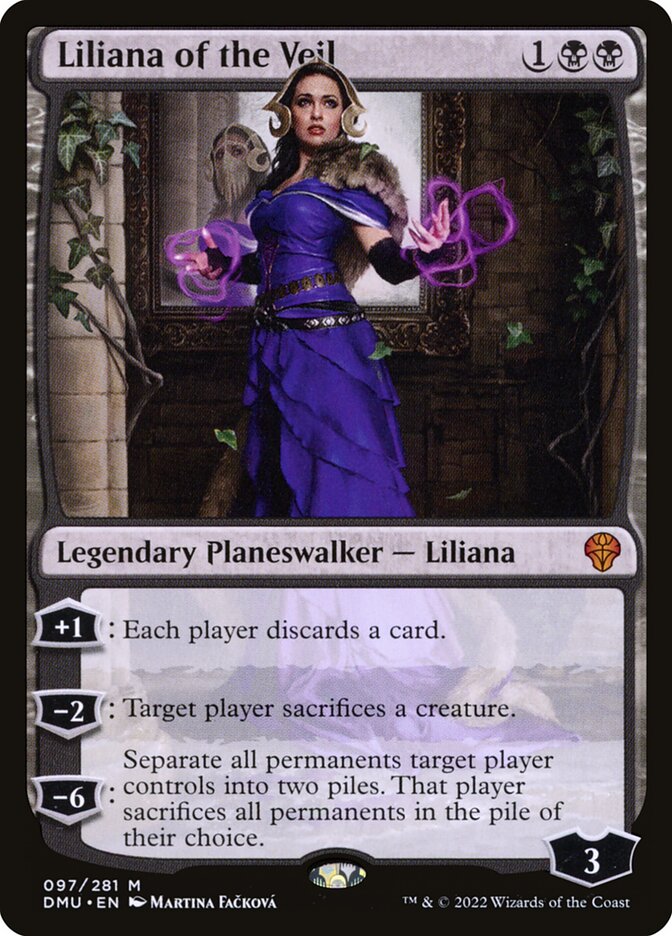 Liliana of the Veil 1
Legendary Planeswalker — Liliana
+1 : Each player discards a card.
−2 : Target player sacrifices a creature.
−6 : Separate all permanents target player
controls into two piles. That player
sacrifices all permanents in the pile of
their choice.
3
097/281 M
DMU • EN Martina Fačková
™ & © 2022 Wizards of the Coast